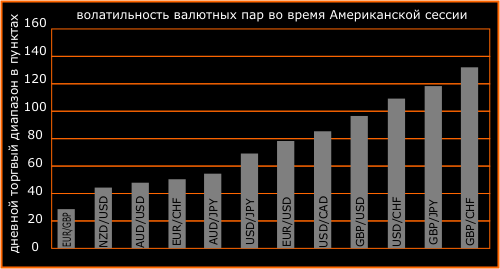 волатильность валютных пар во время Американской сессии
дневной торгвый диапазон в пунктах
160
140
120
100
80
60
40
20
0
EUR/GBP
NZD/USD
AUD/USD
EUR/CHF
AUD/JPY
USD/JPY
EUR/USD
USD/CAD
GBP/USD
USD/CHF
GBP/JPY
GBP/CHF